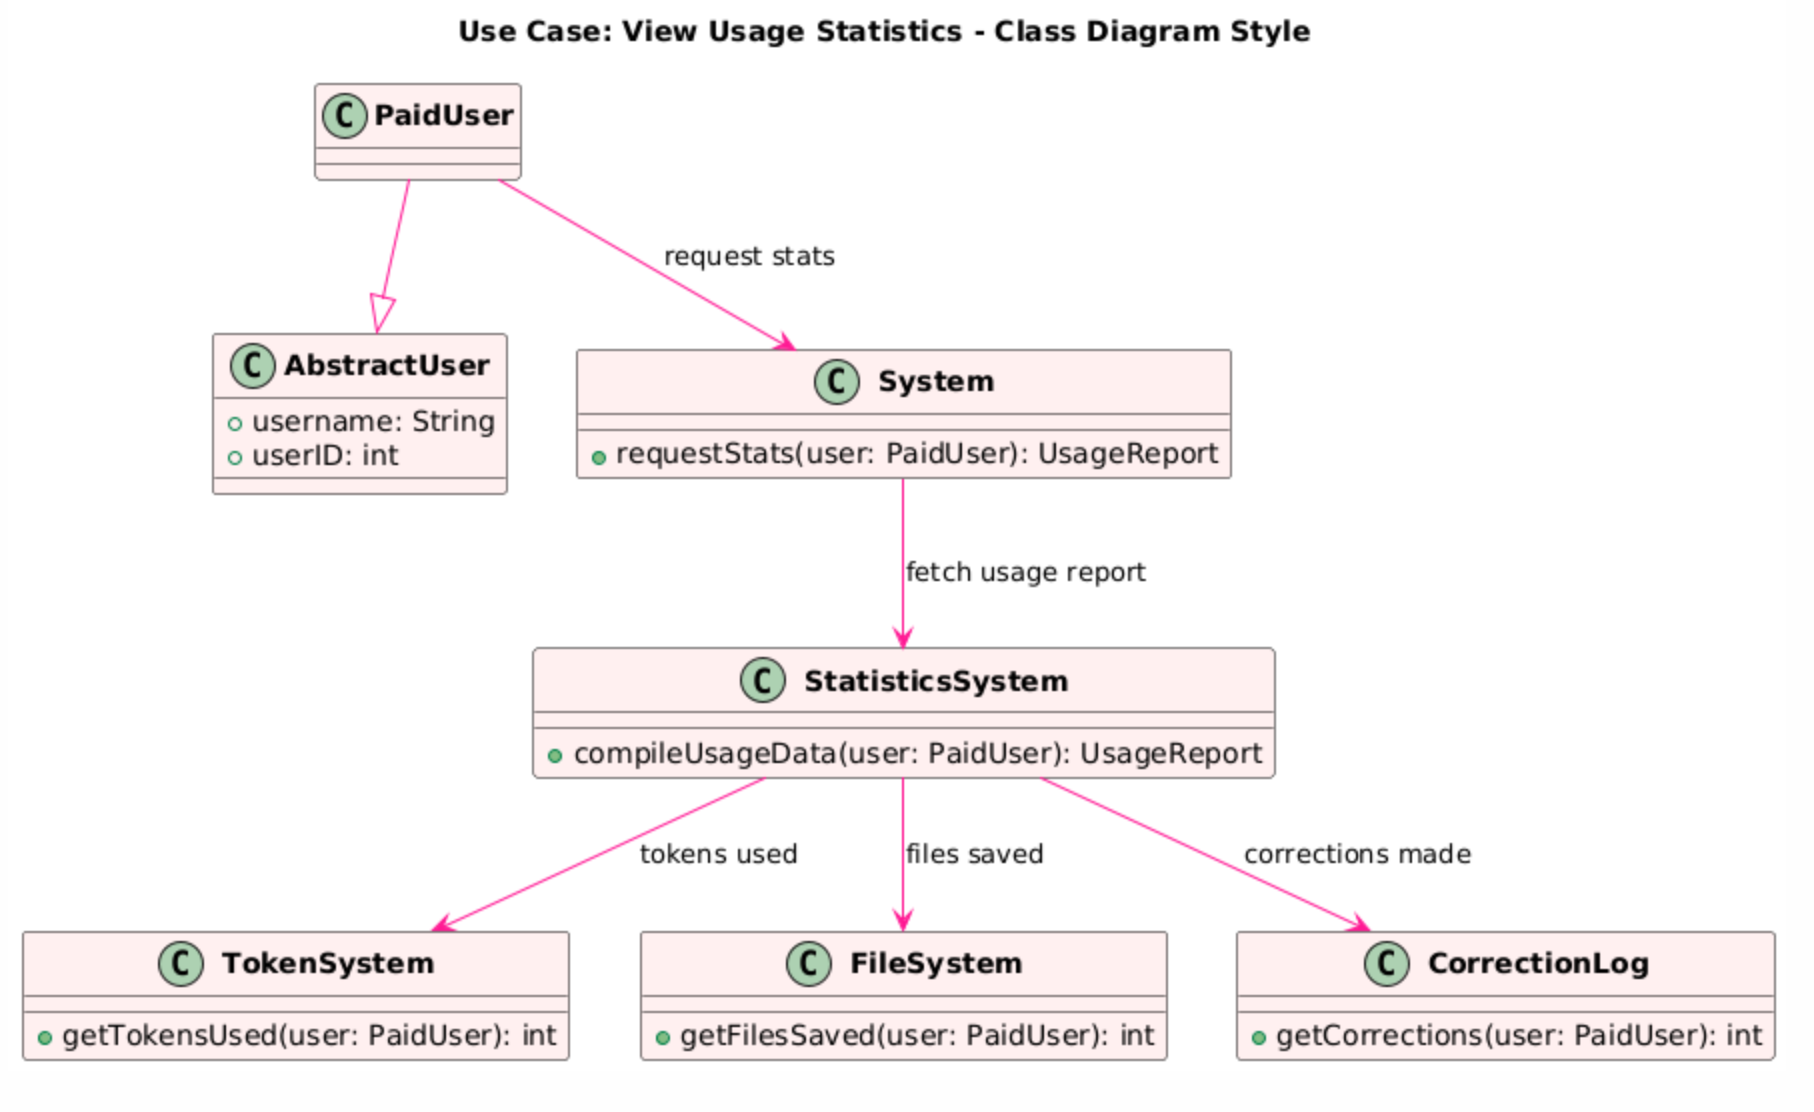 Use Case: View Usage Statistics - Class Diagram Style
C PaidUser
request stats
C AbstractUser
username: String
userID: int
C System
requestStats(user: PaidUser): UsageReport
fetch usage report
C StatisticsSystem
compileUsageData(user: PaidUser): UsageReport
tokens used
files saved
corrections made
C TokenSystem
getTokensUsed(user: PaidUser): int
C FileSystem
getFilesSaved(user: PaidUser): int
C CorrectionLog
getCorrections(user: PaidUser): int